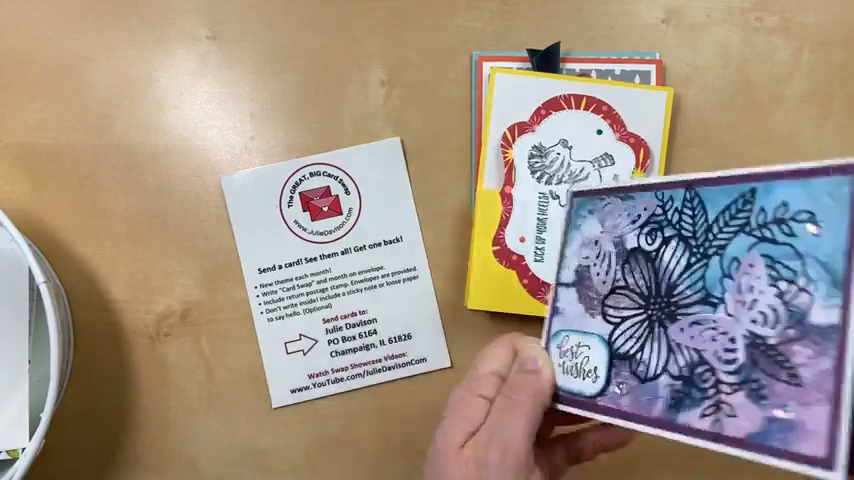 The GREAT, BIG Card Swap
www.JulieDavison.com
Send a card! See them all! Get one back!
• New theme each month!
• Write "Card Swap" and month on envelope.
• Include return postage stamp. Envelopes are provided.
• Don't write inside! Include a sticky note or loose paper
to say hello. (Optional)
Send cards to:
Julie Davison
PO Box 6164
Champaign, IL 61826
Watch Swap Showcase Videos:
www.YouTube.com/JulieDavisonCom
KICK UP YOUR HEELS!
best
wishes